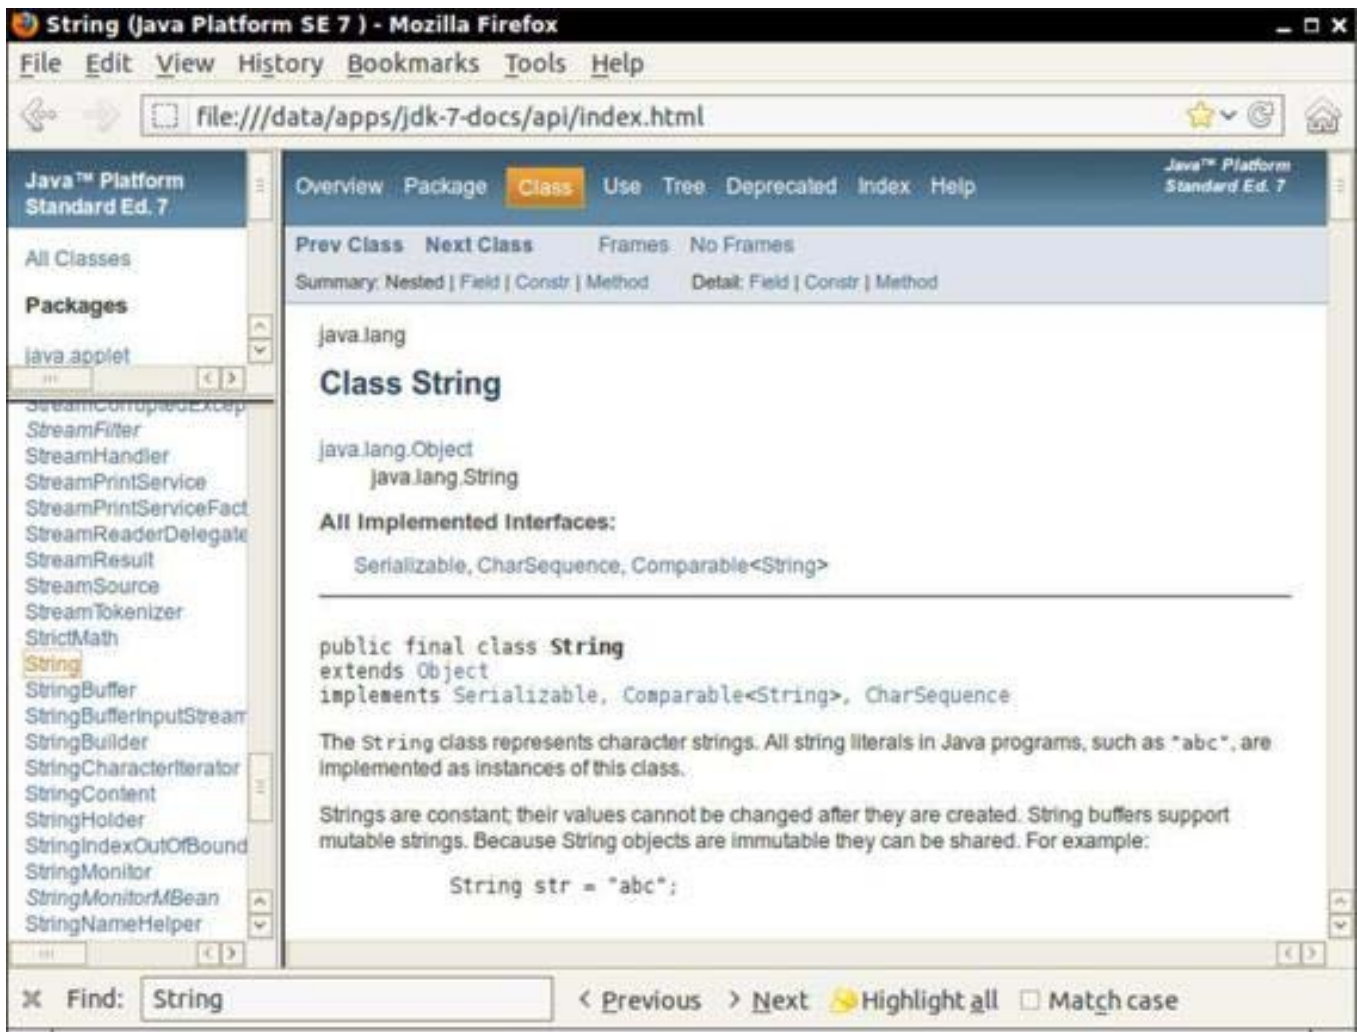 String (Java Platform SE 7 ) - Mozilla Firefox
File Edit View History Bookmarks Tools Help
file:///data/apps/jdk-7-docs/api/index.html
Java™ Platform
Standard Ed. 7
All Classes
Packages
java.applet
StreamCorruptedExcep
StreamFilter
StreamHandler
StreamPrintService
StreamPrintServiceFact
StreamReaderDelegate
StreamResult
StreamSource
StreamTokenizer
StrictMath
String
StringBuffer
StringBufferInputStream
StringBuilder
StringCharacterIterator
StringContent
StringHolder
StringIndexOutOfBound
StringMonitor
StringMonitorMBean
StringNameHelper
Overview Package Class Use Tree Deprecated Index Help
Java™ Platform
Standard Ed. 7
Prev Class Next Class Frames No Frames
Summary: Nested | Field | Constr | Method Detail: Field | Constr | Method
java.lang
Class String
java.lang.Object
java.lang.String
All Implemented Interfaces:
Serializable, CharSequence, Comparable<String>
public final class String
extends Object
implements Serializable, Comparable<String>, CharSequence
The String class represents character strings. All string literals in Java programs, such as "abc", are
implemented as instances of this class.
Strings are constant; their values cannot be changed after they are created. String buffers support
mutable strings. Because String objects are immutable they can be shared. For example:
String str = "abc";
Find: String < Previous > Next Highlight all Match case